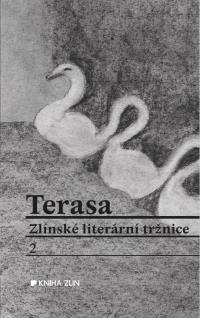 Terasa
Zlínské literární tržnice
2
KNIHA ZLIN